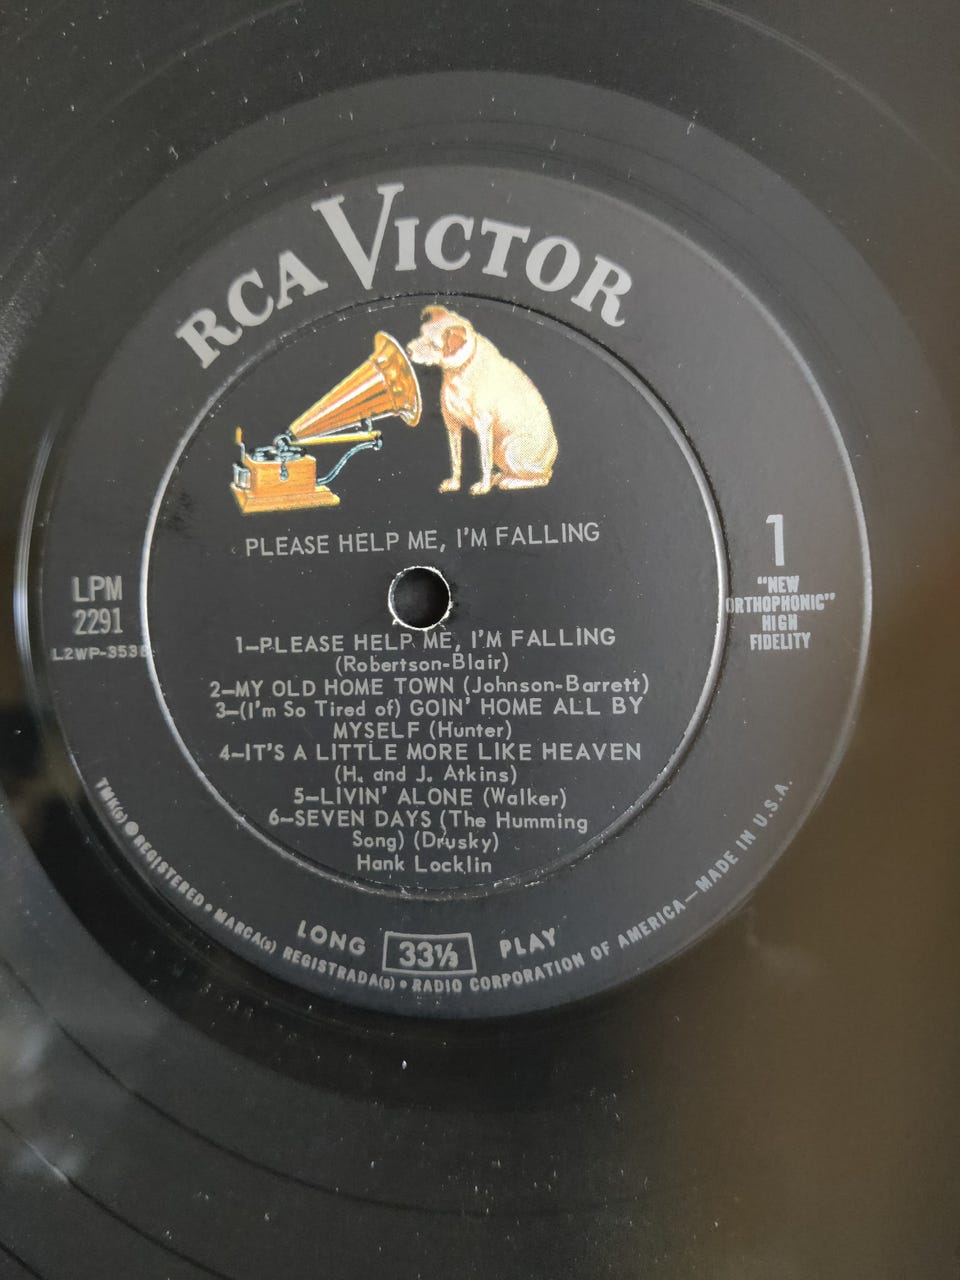 RCA VICTOR
PLEASE HELP ME, I'M FALLING
LPM
2291
L2WP-353
1
"NEW
ORTHOPHONIC"
HIGH
FIDELITY
1—PLEASE HELP ME, I'M FALLING
(Robertson-Blair)
2—MY OLD HOME TOWN (Johnson-Barrett)
3—(I'm So Tired of) GOIN' HOME ALL BY
MYSELF (Hunter)
4—IT'S A LITTLE MORE LIKE HEAVEN
(H. and J. Atkins)
5—LIVIN' ALONE (Walker)
6—SEVEN DAYS (The Humming
Song) (Drusky)
Hank Locklin
LONG 33⅓ PLAY
TMK(s) ® REGISTERED • MARCA(s) REGISTRADA(s) • RADIO CORPORATION OF AMERICA—MADE IN U.S.A.